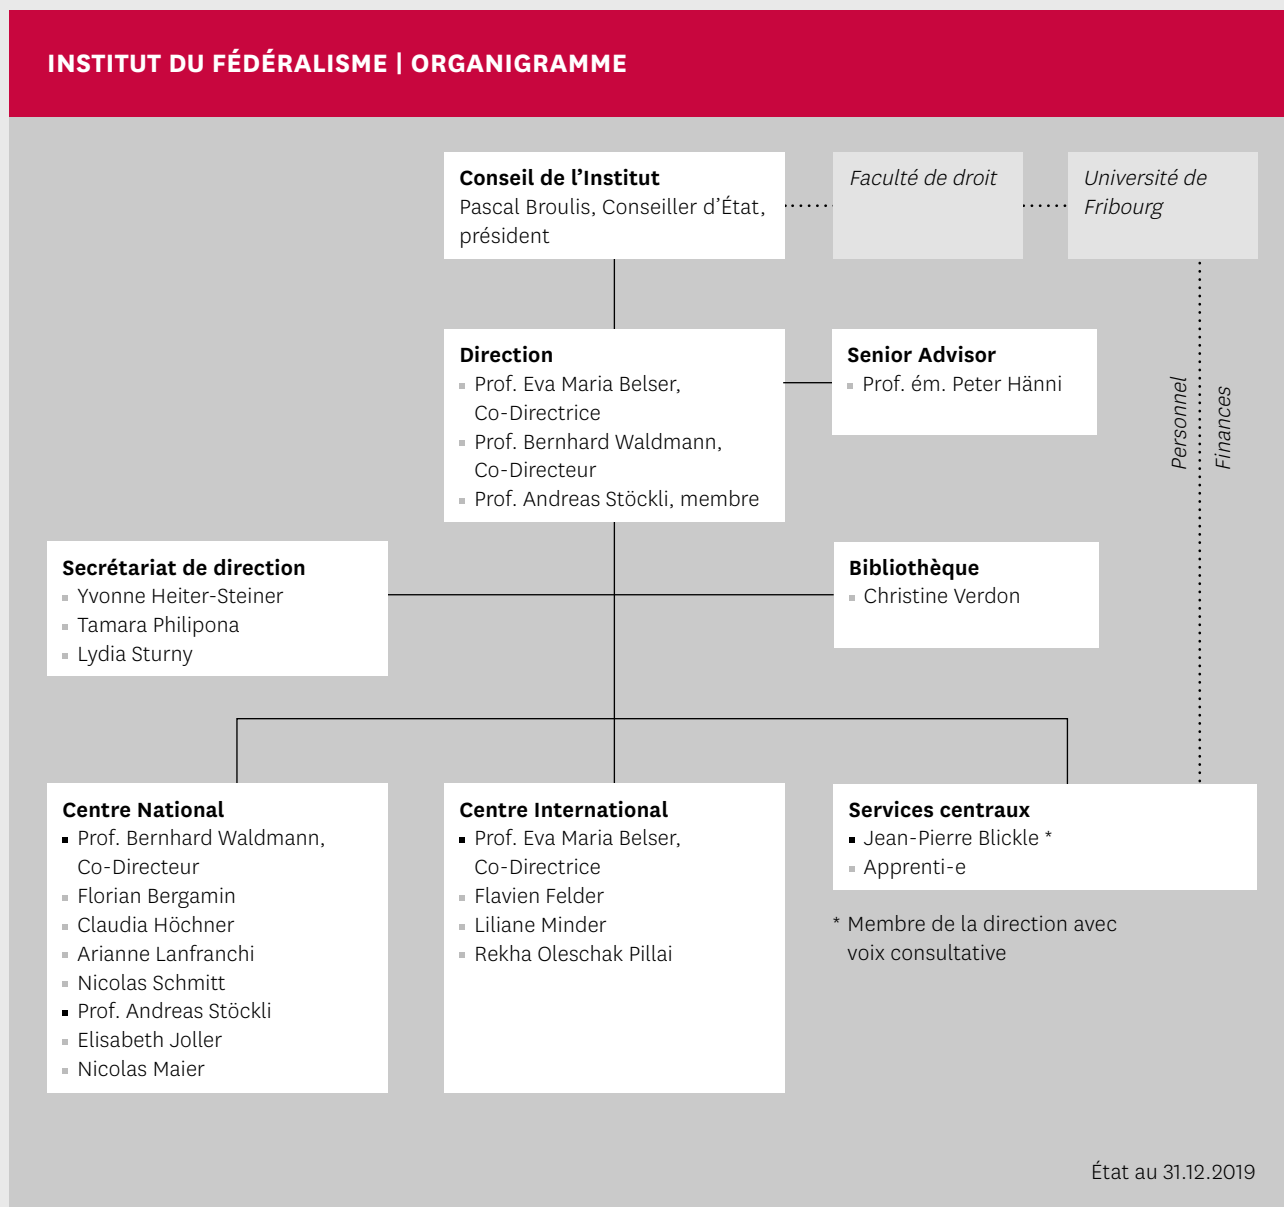 INSTITUT DU FÉDÉRALISME | ORGANIGRAMME
Conseil de l’Institut
Pascal Broulis, Conseiller d’État,
président
Faculté de droit
Université de
Fribourg
Direction
Prof. Eva Maria Belser,
Co-Directrice
Prof. Bernhard Waldmann,
Co-Directeur
Prof. Andreas Stöckli, membre
Senior Advisor
Prof. ém. Peter Hänni
Personnel
Finances
Secrétariat de direction
Yvonne Heiter-Steiner
Tamara Philipona
Lydia Sturny
Bibliothèque
Christine Verdon
Centre National
Prof. Bernhard Waldmann,
Co-Directeur
Florian Bergamin
Claudia Höchner
Arianne Lanfranchi
Nicolas Schmitt
Prof. Andreas Stöckli
Elisabeth Joller
Nicolas Maier
Centre International
Prof. Eva Maria Belser,
Co-Directrice
Flavien Felder
Liliane Minder
Rekha Oleschak Pillai
Services centraux
Jean-Pierre Blickle *
Apprenti-e
* Membre de la direction avec
voix consultative
État au 31.12.2019